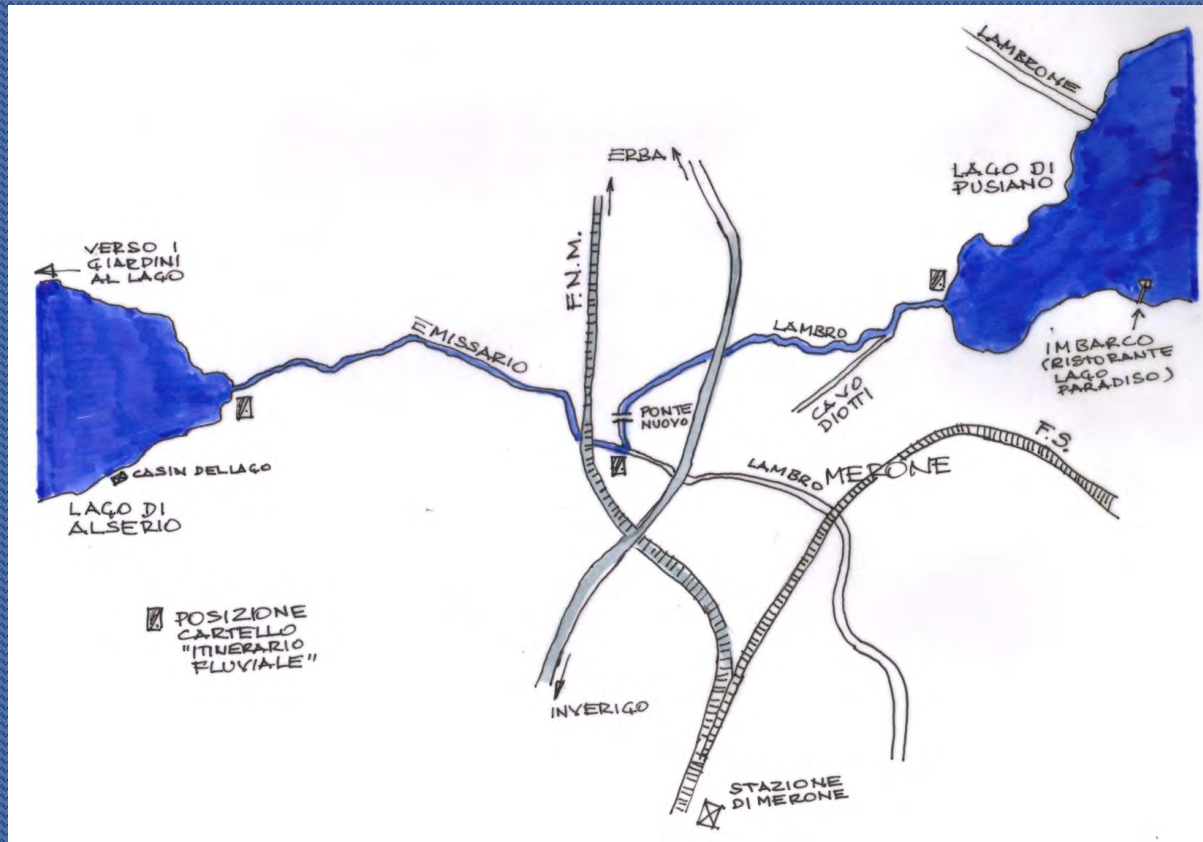 LAMBRONE
ERBA
LAGO DI
PUSIANO
VERSO I
GIARDINI
AL LAGO
F.N.M.
EMISSARIO
LAMBRO
IMBARCO
(RISTORANTE
LAGO
PARADISO)
CAVO
DIOTTI
PONTE
NUOVO
F.S.
LAMBRO
MERONE
CASIN DEL LAGO
LAGO DI
ALSERIO
POSIZIONE
CARTELLO
"ITINERARIO
FLUVIALE"
INVERIGO
STAZIONE
DI MERONE